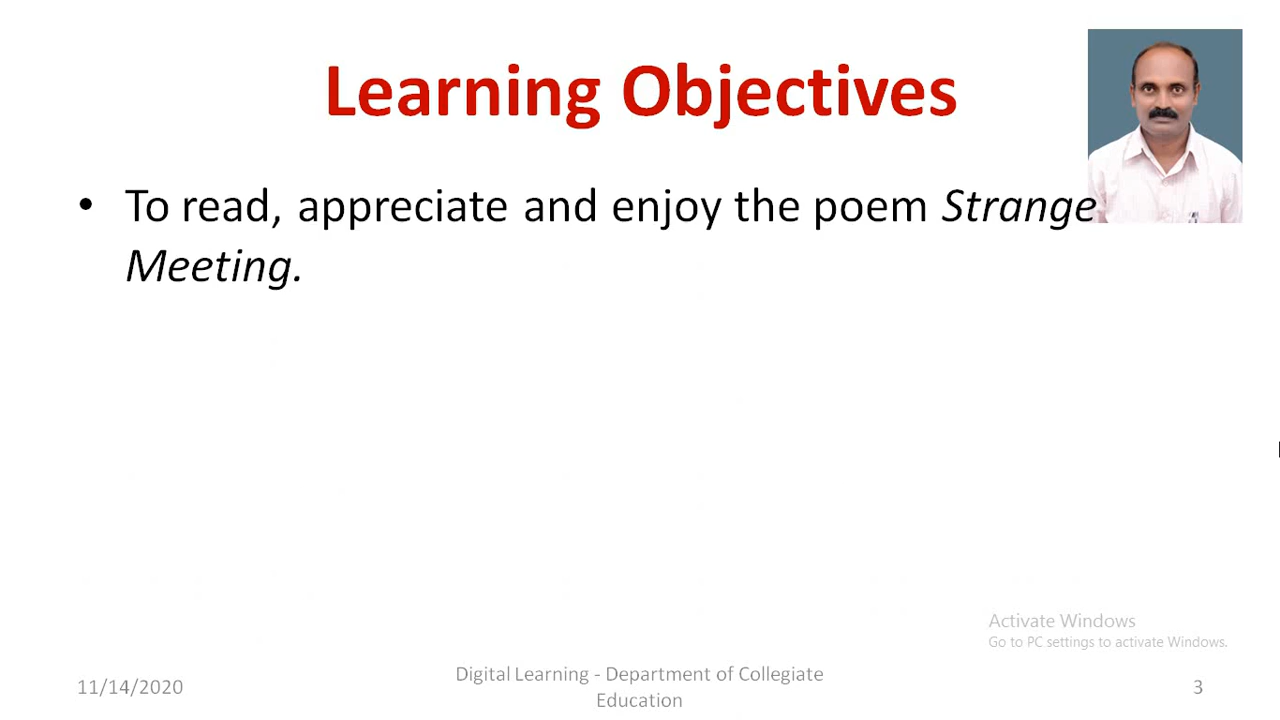 Learning Objectives
• To read, appreciate and enjoy the poem Strange
Meeting.
Activate Windows
Go to PC settings to activate Windows.
11/14/2020
Digital Learning - Department of Collegiate
Education
3